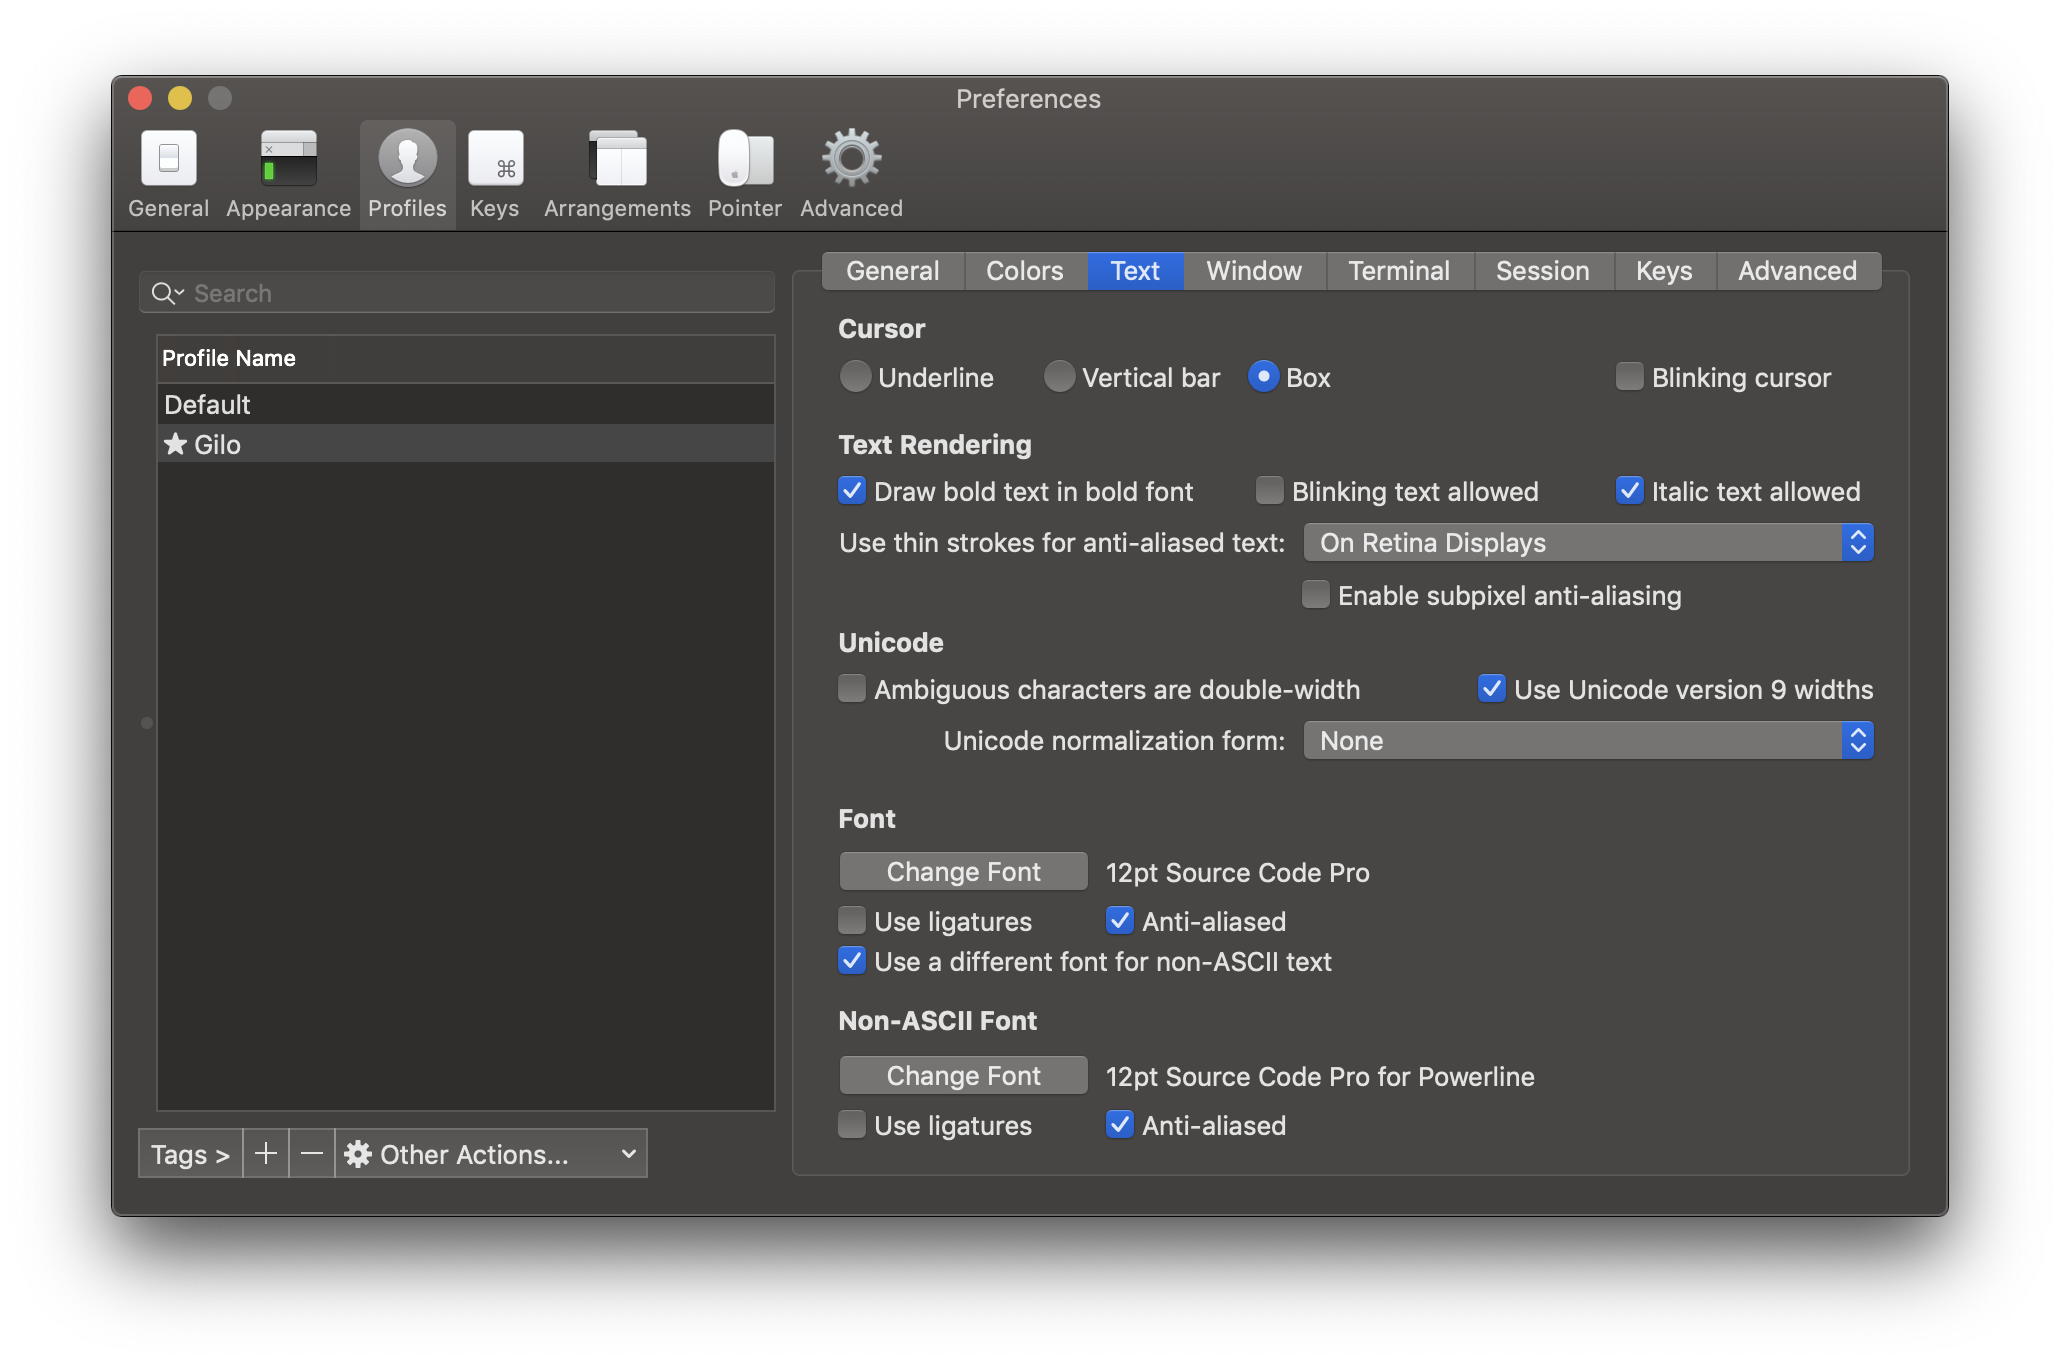 Preferences
General Appearance Profiles Keys Arrangements Pointer Advanced
Search
Profile Name
Default
★ Gilo
Tags > + — Other Actions...
General Colors Text Window Terminal Session Keys Advanced
Cursor
Underline Vertical bar Box Blinking cursor
Text Rendering
Draw bold text in bold font Blinking text allowed Italic text allowed
Use thin strokes for anti-aliased text: On Retina Displays
Enable subpixel anti-aliasing
Unicode
Ambiguous characters are double-width Use Unicode version 9 widths
Unicode normalization form: None
Font
Change Font 12pt Source Code Pro
Use ligatures Anti-aliased
Use a different font for non-ASCII text
Non-ASCII Font
Change Font 12pt Source Code Pro for Powerline
Use ligatures Anti-aliased